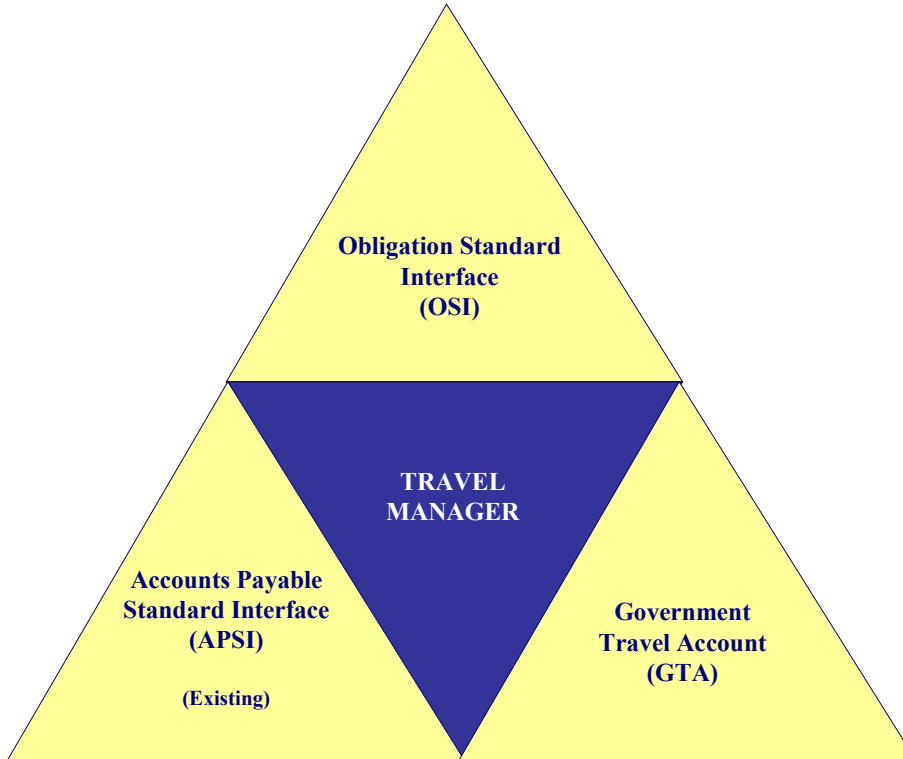 Obligation Standard
Interface
(OSI)
TRAVEL
MANAGER
Accounts Payable
Standard Interface
(APSI)
(Existing)
Government
Travel Account
(GTA)